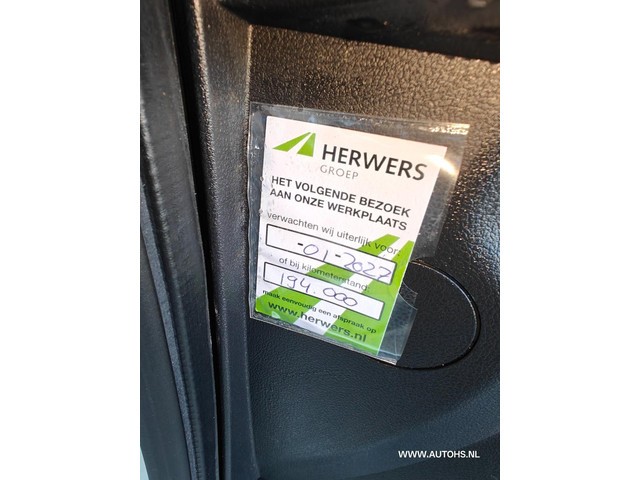 HERWERS
GROEP
HET VOLGENDE BEZOEK
AAN ONZE WERKPLAATS
verwachten wij uiterlijk voor:
-01-2022
of bij kilometerstand:
194.000
maak eenvoudig een afspraak op
www.herwers.nl
WWW.AUTOHS.NL